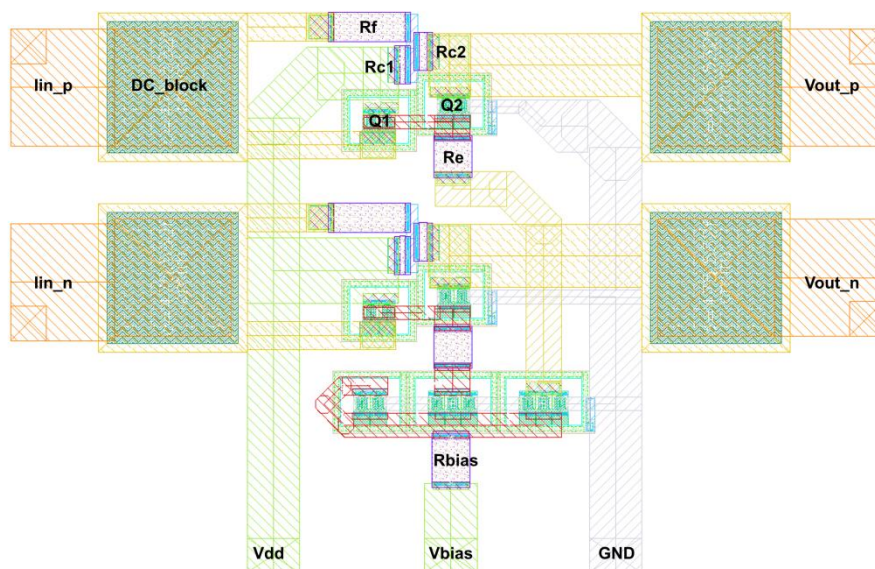 Rf
Rc2
Rc1
Iin_p
DC_block
Q2
Vout_p
Q1
Re
Iin_n
Vout_n
Rbias
Vdd
Vbias
GND